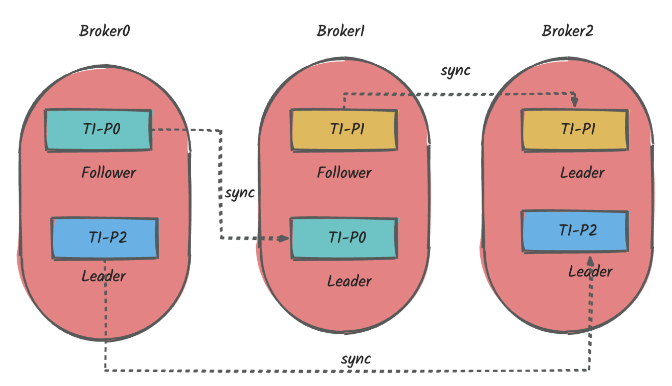 Broker0
Broker1
Broker2
sync
T1-P0
T1-P1
T1-P1
Follower
Follower
Leader
sync
T1-P2
T1-P0
T1-P2
Leader
Leader
Leader
sync